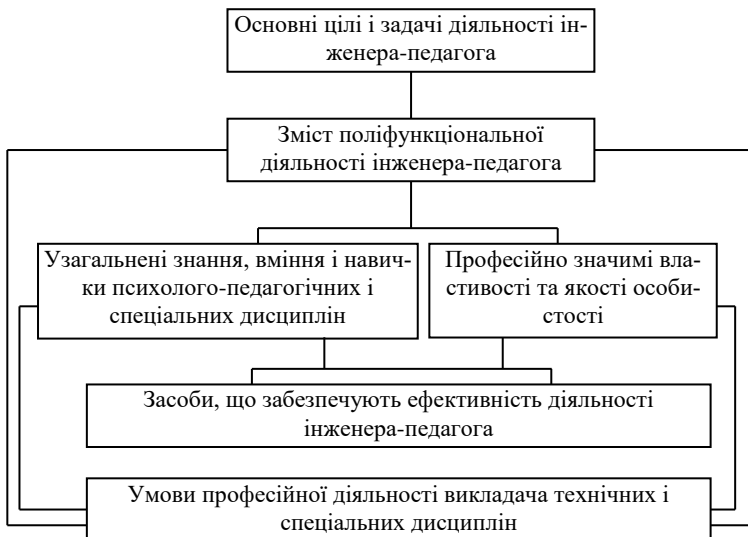 Основні цілі і задачі діяльності ін-
женера-педагога
Зміст поліфункціональної
діяльності інженера-педагога
Узагальнені знання, вміння і навич-
ки психолого-педагогічних і
спеціальних дисциплін
Професійно значимі вла-
стивості та якості особи-
стості
Засоби, що забезпечують ефективність діяльності
інженера-педагога
Умови професійної діяльності викладача технічних і
спеціальних дисциплін